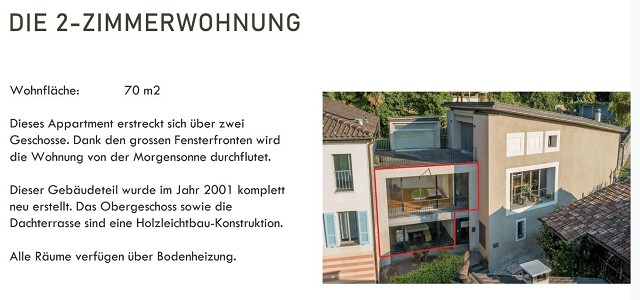 DIE 2-ZIMMERWOHNUNG
Wohnfläche: 70 m2
Dieses Appartment erstreckt sich über zwei
Geschosse. Dank den grossen Fensterfronten wird
die Wohnung von der Morgensonne durchflutet.
Dieser Gebäudeteil wurde im Jahr 2001 komplett
neu erstellt. Das Obergeschoss sowie die
Dachterrasse sind eine Holzleichtbau-Konstruktion.
Alle Räume verfügen über Bodenheizung.